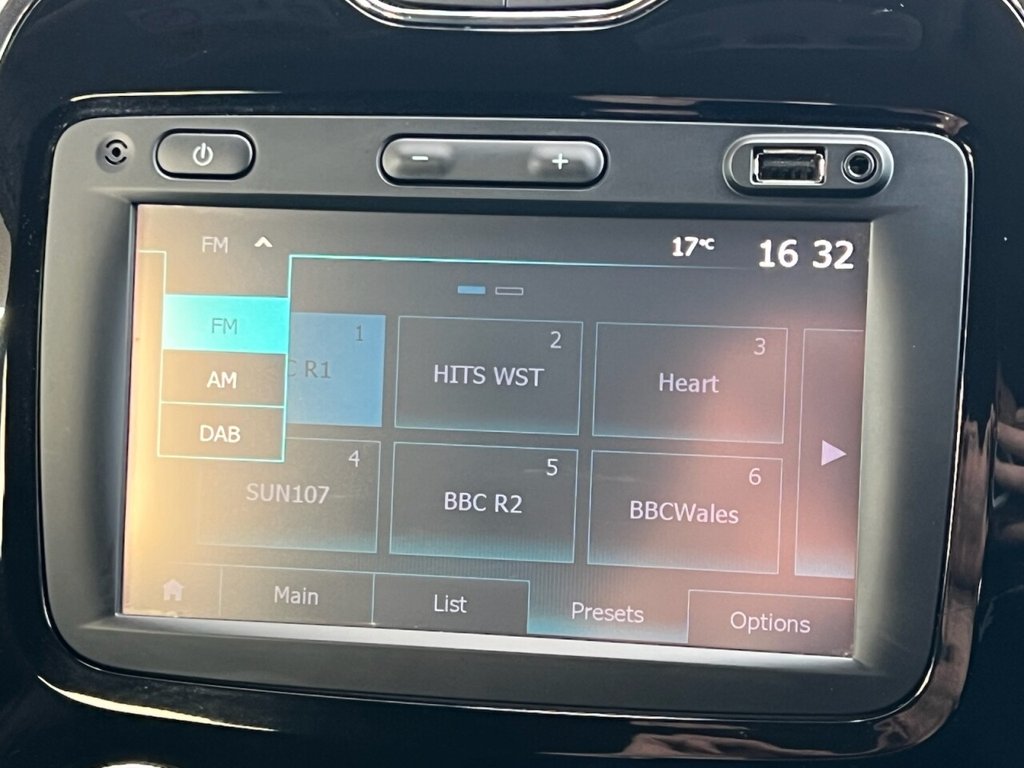 FM
17°C
16 32
FM
AM
DAB
1
C R1
2
HITS WST
3
Heart
4
SUN107
5
BBC R2
6
BBCWales
Main
List
Presets
Options